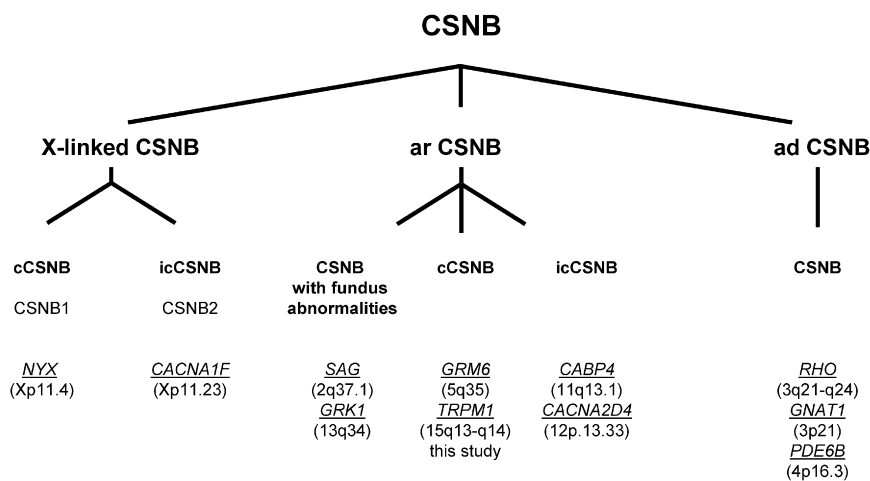 CSNB
X-linked CSNB
ar CSNB
ad CSNB
cCSNB
CSNB1
icCSNB
CSNB2
CSNB
with fundus
abnormalities
cCSNB
icCSNB
CSNB
NYX
(Xp11.4)
CACNA1F
(Xp11.23)
SAG
(2q37.1)
GRK1
(13q34)
GRM6
(5q35)
TRPM1
(15q13-q14)
this study
CABP4
(11q13.1)
CACNA2D4
(12p.13.33)
RHO
(3q21-q24)
GNAT1
(3p21)
PDE6B
(4p16.3)